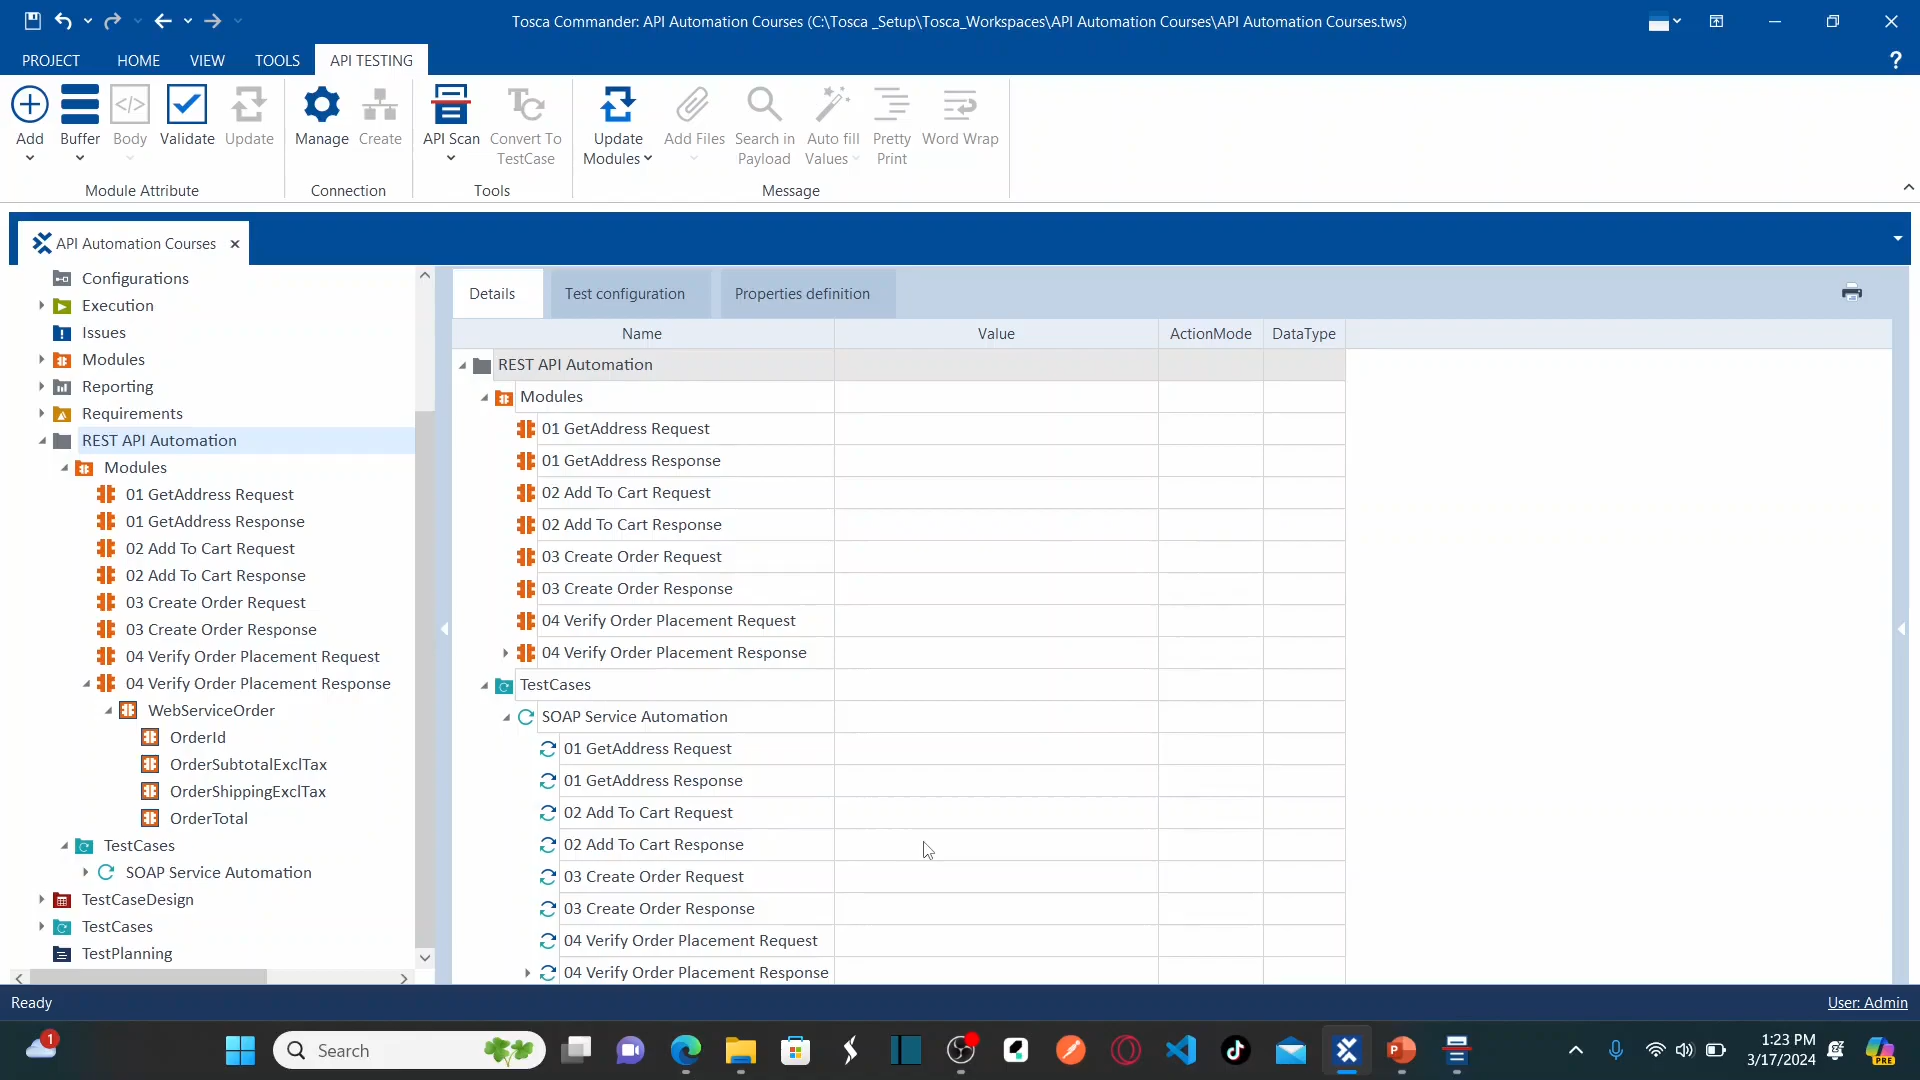 Tosca Commander: API Automation Courses (C:\Tosca _Setup\Tosca_Workspaces\API Automation Courses\API Automation Courses.tws)
PROJECT HOME VIEW TOOLS API TESTING ?
Add Buffer Body Validate Update Manage Create API Scan Convert To TestCase Update Modules Add Files Search in Payload Auto fill Values Pretty Print Word Wrap
Module Attribute Connection Tools Message
API Automation Courses
Configurations
Execution
Issues
Modules
Reporting
Requirements
REST API Automation
Modules
01 GetAddress Request
01 GetAddress Response
02 Add To Cart Request
02 Add To Cart Response
03 Create Order Request
03 Create Order Response
04 Verify Order Placement Request
04 Verify Order Placement Response
WebServiceOrder
OrderId
OrderSubtotalExclTax
OrderShippingExclTax
OrderTotal
TestCases
SOAP Service Automation
TestCaseDesign
TestCases
TestPlanning
Details Test configuration Properties definition
Name Value ActionMode DataType
REST API Automation
Modules
01 GetAddress Request
01 GetAddress Response
02 Add To Cart Request
02 Add To Cart Response
03 Create Order Request
03 Create Order Response
04 Verify Order Placement Request
04 Verify Order Placement Response
TestCases
SOAP Service Automation
01 GetAddress Request
01 GetAddress Response
02 Add To Cart Request
02 Add To Cart Response
03 Create Order Request
03 Create Order Response
04 Verify Order Placement Request
04 Verify Order Placement Response
Ready User: Admin
1 Search 1:23 PM
3/17/2024
PRE